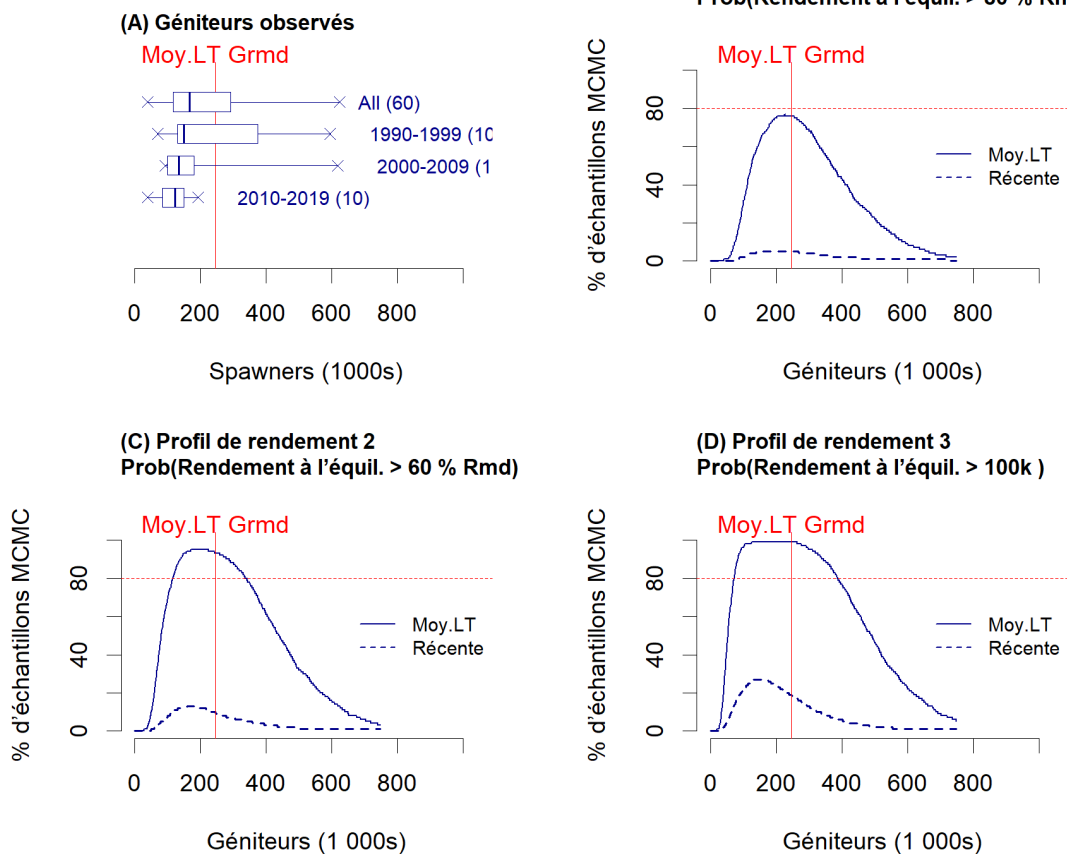 (A) Géniteurs observés
Moy.LT Grmd
All (60)
1990-1999 (10
2000-2009 (1
2010-2019 (10)
0 200 400 600 800
Spawners (1000s)
Prob(Rendement à l'équil. > 80 % Rm
Moy.LT Grmd
% d'échantillons MCMC
0 40 80
Moy.LT
Récente
0 200 400 600 800
Géniteurs (1 000s)
(C) Profil de rendement 2
Prob(Rendement à l'équil. > 60 % Rmd)
Moy.LT Grmd
% d'échantillons MCMC
0 40 80
Moy.LT
Récente
0 200 400 600 800
Géniteurs (1 000s)
(D) Profil de rendement 3
Prob(Rendement à l'équil. > 100k )
Moy.LT Grmd
% d'échantillons MCMC
0 40 80
Moy.LT
Récente
0 200 400 600 800
Géniteurs (1 000s)